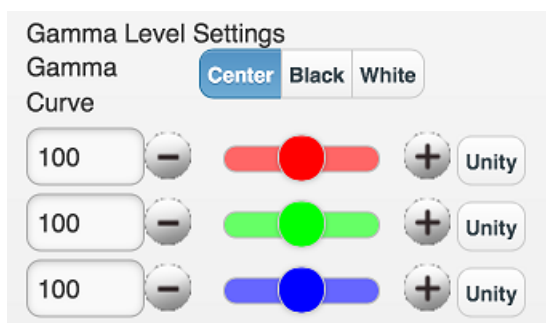 Gamma Level Settings
Gamma Curve
Center Black White
100 − + Unity
100 − + Unity
100 − + Unity